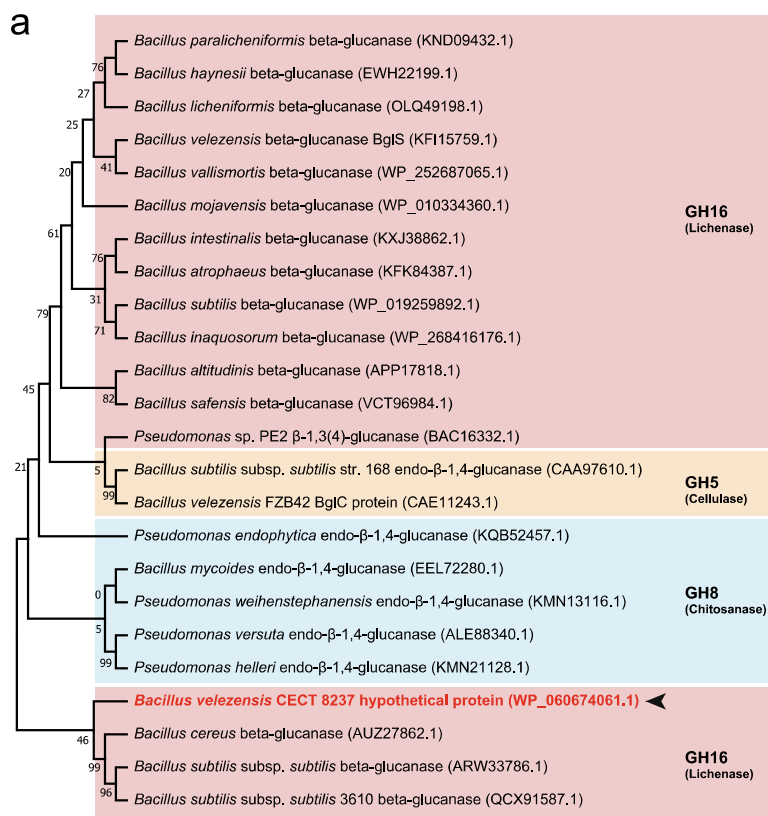 a
76
27
25
20
61
79
45
21
41
76
31
71
82
5
99
0
5
99
46
99
96
Bacillus paralicheniformis beta-glucanase (KND09432.1)
Bacillus haynesii beta-glucanase (EWH22199.1)
Bacillus licheniformis beta-glucanase (OLQ49198.1)
Bacillus velezensis beta-glucanase BglS (KFI15759.1)
Bacillus vallismortis beta-glucanase (WP_252687065.1)
Bacillus mojavensis beta-glucanase (WP_010334360.1)
Bacillus intestinalis beta-glucanase (KXJ38862.1)
Bacillus atrophaeus beta-glucanase (KFK84387.1)
Bacillus subtilis beta-glucanase (WP_019259892.1)
Bacillus inaquosorum beta-glucanase (WP_268416176.1)
Bacillus altitudinis beta-glucanase (APP17818.1)
Bacillus safensis beta-glucanase (VCT96984.1)
Pseudomonas sp. PE2 β-1,3(4)-glucanase (BAC16332.1)
GH16
(Lichenase)
Bacillus subtilis subsp. subtilis str. 168 endo-β-1,4-glucanase (CAA97610.1)
Bacillus velezensis FZB42 BglC protein (CAE11243.1)
GH5
(Cellulase)
Pseudomonas endophytica endo-β-1,4-glucanase (KQB52457.1)
Bacillus mycoides endo-β-1,4-glucanase (EEL72280.1)
Pseudomonas weihenstephanensis endo-β-1,4-glucanase (KMN13116.1)
Pseudomonas versuta endo-β-1,4-glucanase (ALE88340.1)
Pseudomonas helleri endo-β-1,4-glucanase (KMN21128.1)
GH8
(Chitosanase)
Bacillus velezensis CECT 8237 hypothetical protein (WP_060674061.1)
Bacillus cereus beta-glucanase (AUZ27862.1)
Bacillus subtilis subsp. subtilis beta-glucanase (ARW33786.1)
Bacillus subtilis subsp. subtilis 3610 beta-glucanase (QCX91587.1)
GH16
(Lichenase)